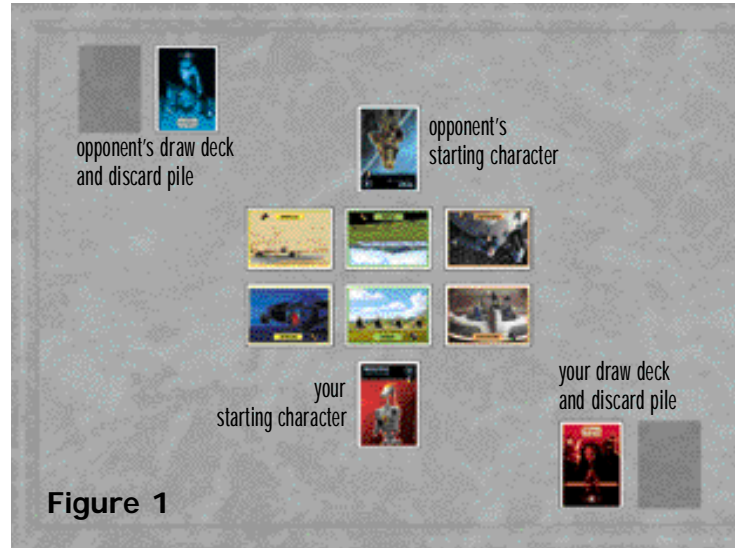 opponent's draw deck
and discard pile
opponent's
starting character
your
starting character
your draw deck
and discard pile
Figure 1